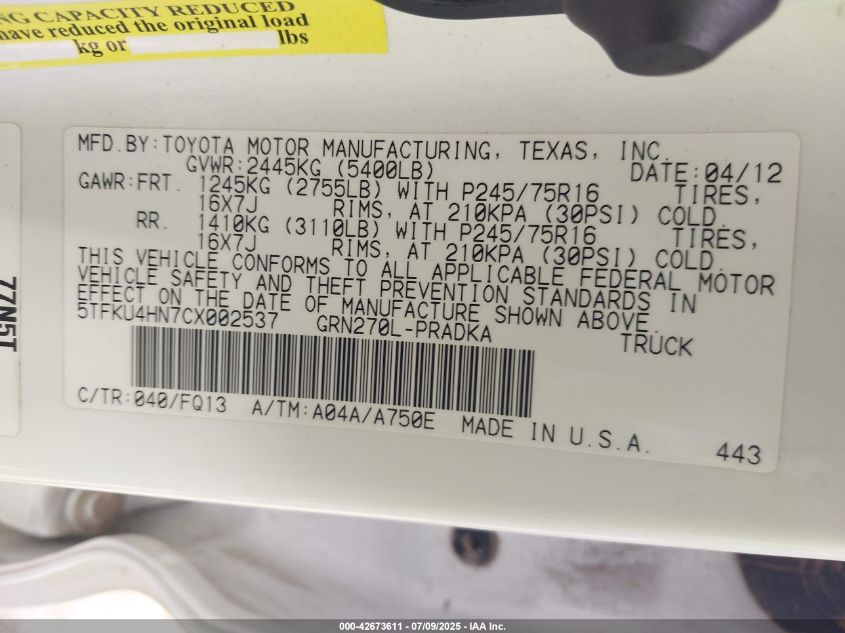 NG CAPACITY REDUCED
have reduced the original load
kg or lbs
MFD.BY:TOYOTA MOTOR MANUFACTURING, TEXAS, INC.
GVWR:2445KG (5400LB) DATE:04/12
GAWR:FRT. 1245KG (2755LB) WITH P245/75R16 TIRES,
16X7J RIMS, AT 210KPA (30PSI) COLD
RR. 1410KG (3110LB) WITH P245/75R16 TIRES,
16X7J RIMS, AT 210KPA (30PSI) COLD
THIS VEHICLE CONFORMS TO ALL APPLICABLE FEDERAL MOTOR
VEHICLE SAFETY AND THEFT PREVENTION STANDARDS IN
EFFECT ON THE DATE OF MANUFACTURE SHOWN ABOVE.
5TFKU4HN7CX002537 GRN270L-PRADKA TRUCK
C/TR:040/FQ13 A/TM:A04A/A750E MADE IN U.S.A.
443
77N5T
000-42673611 - 07/09/2025 - IAA Inc.